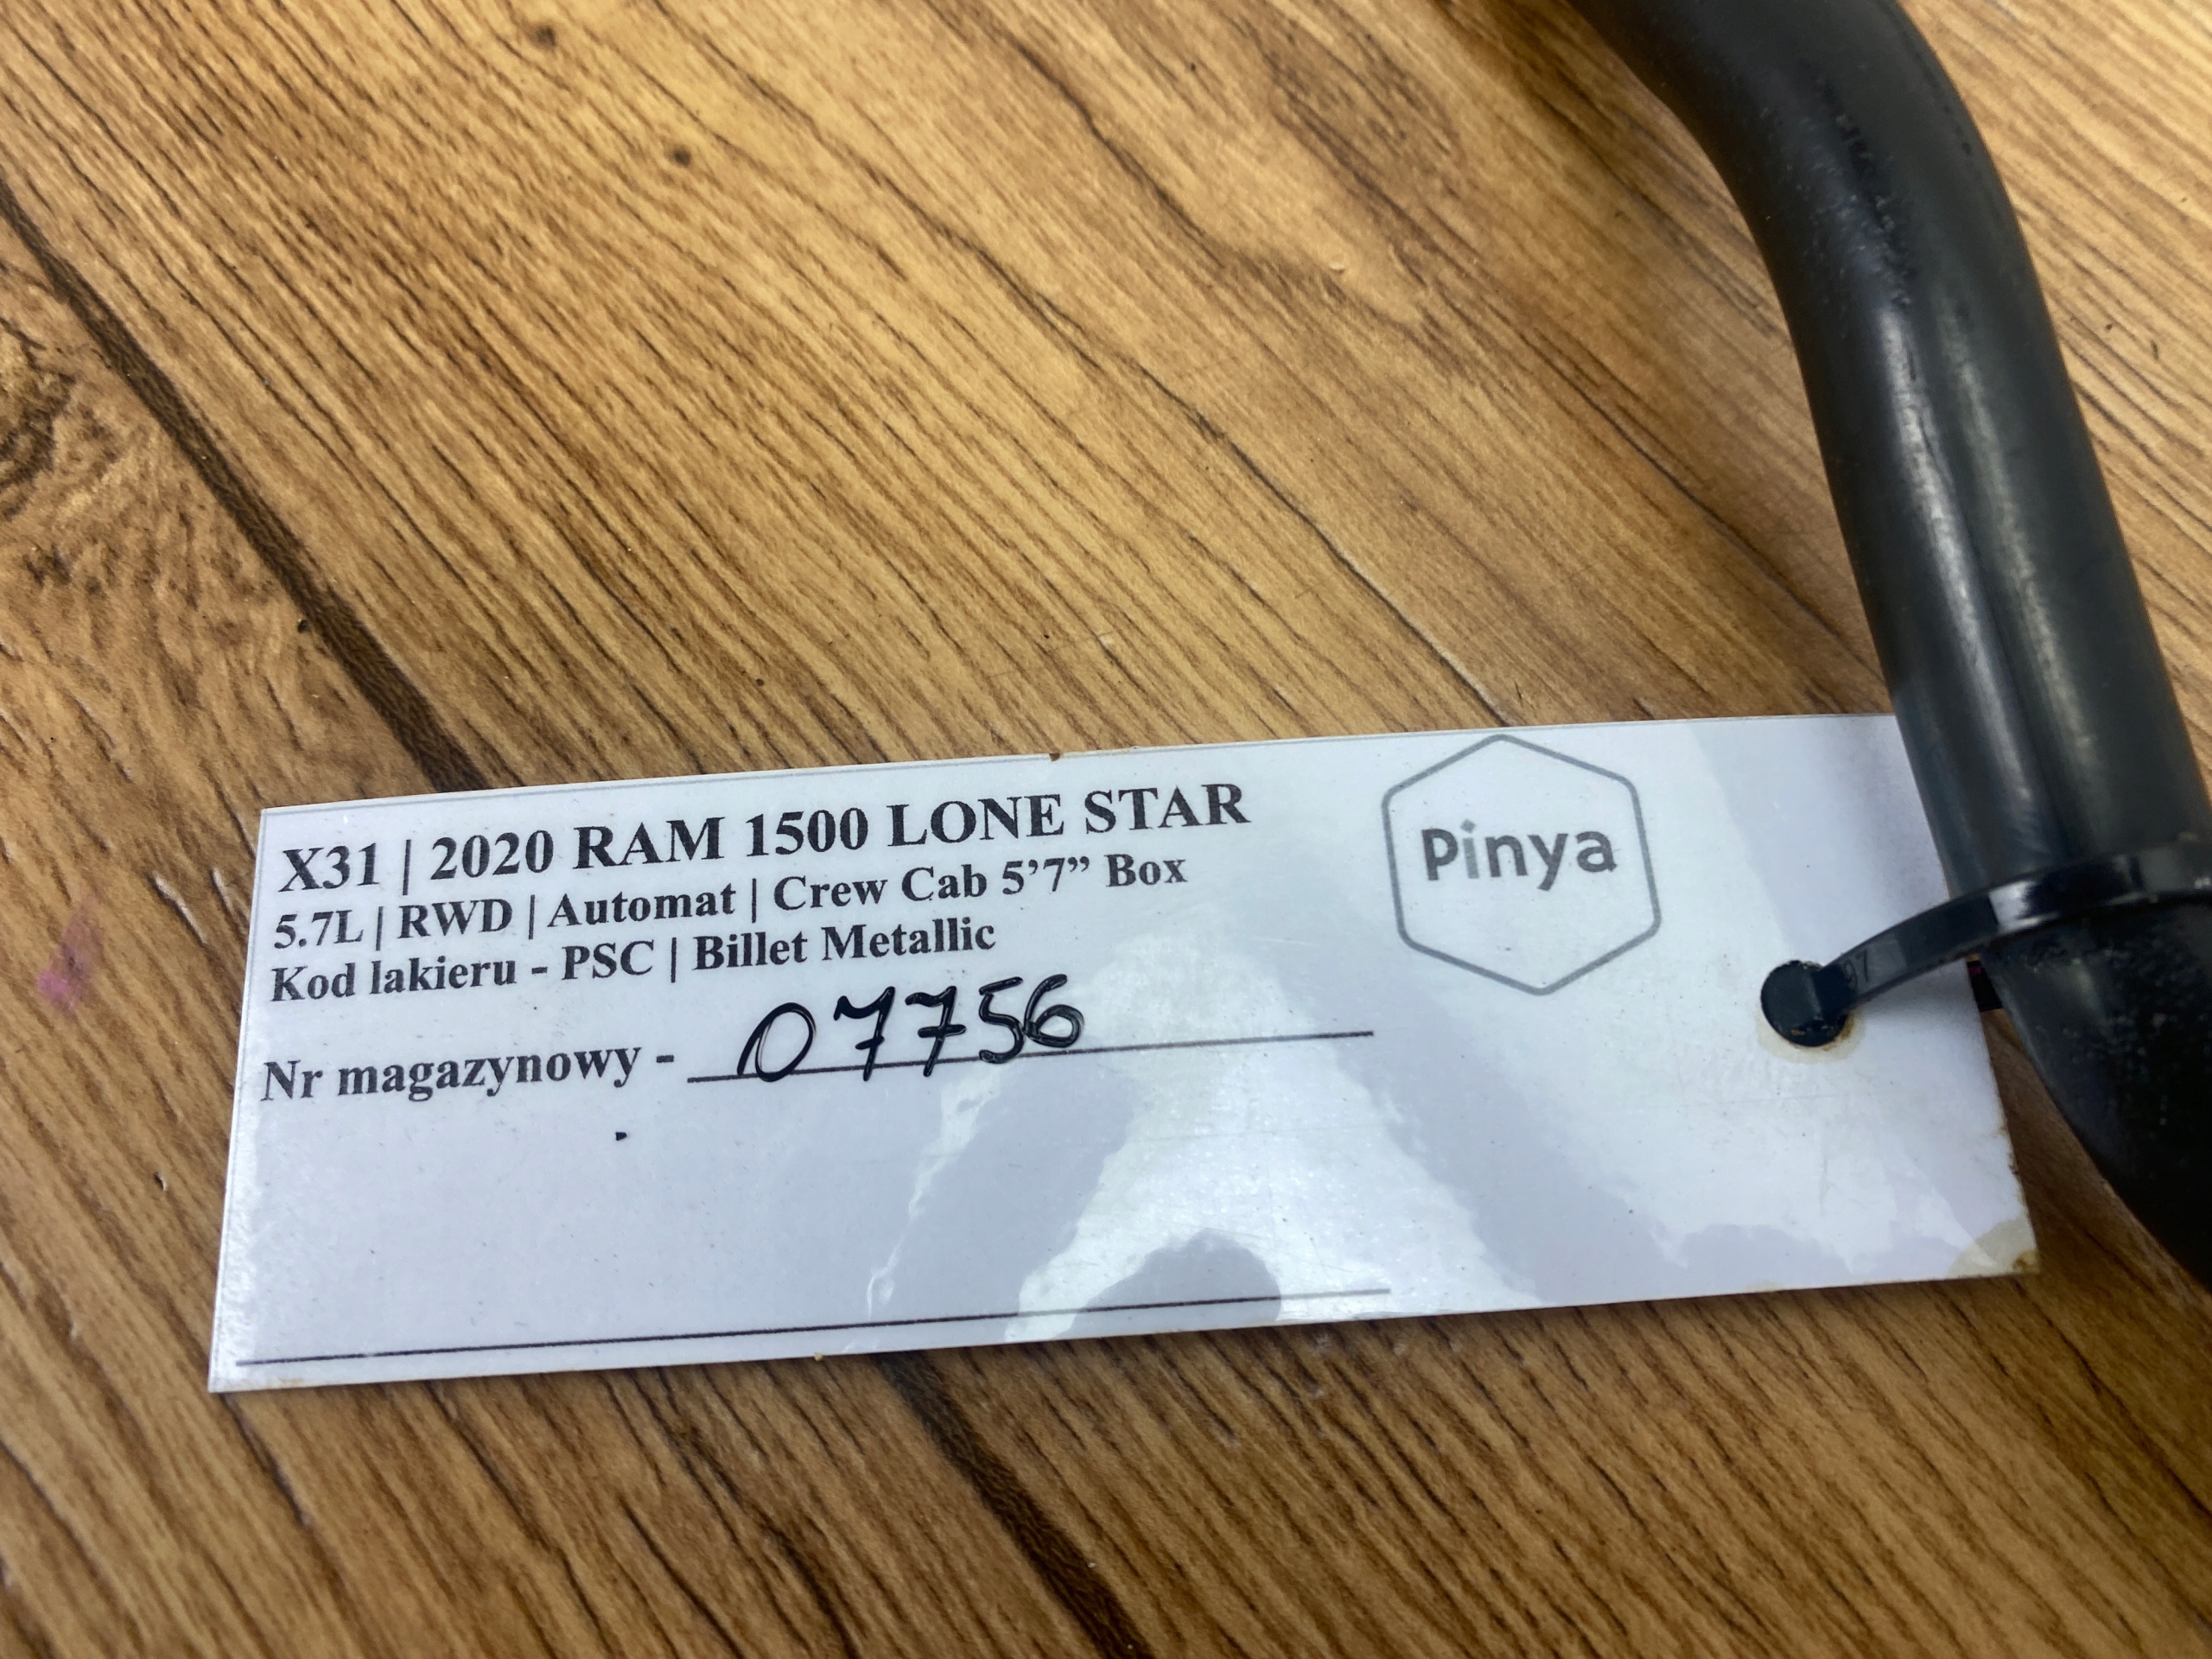 X31 | 2020 RAM 1500 LONE STAR
5.7L | RWD | Automat | Crew Cab 5’7” Box
Kod lakieru - PSC | Billet Metallic
Nr magazynowy - 07756
Pinya